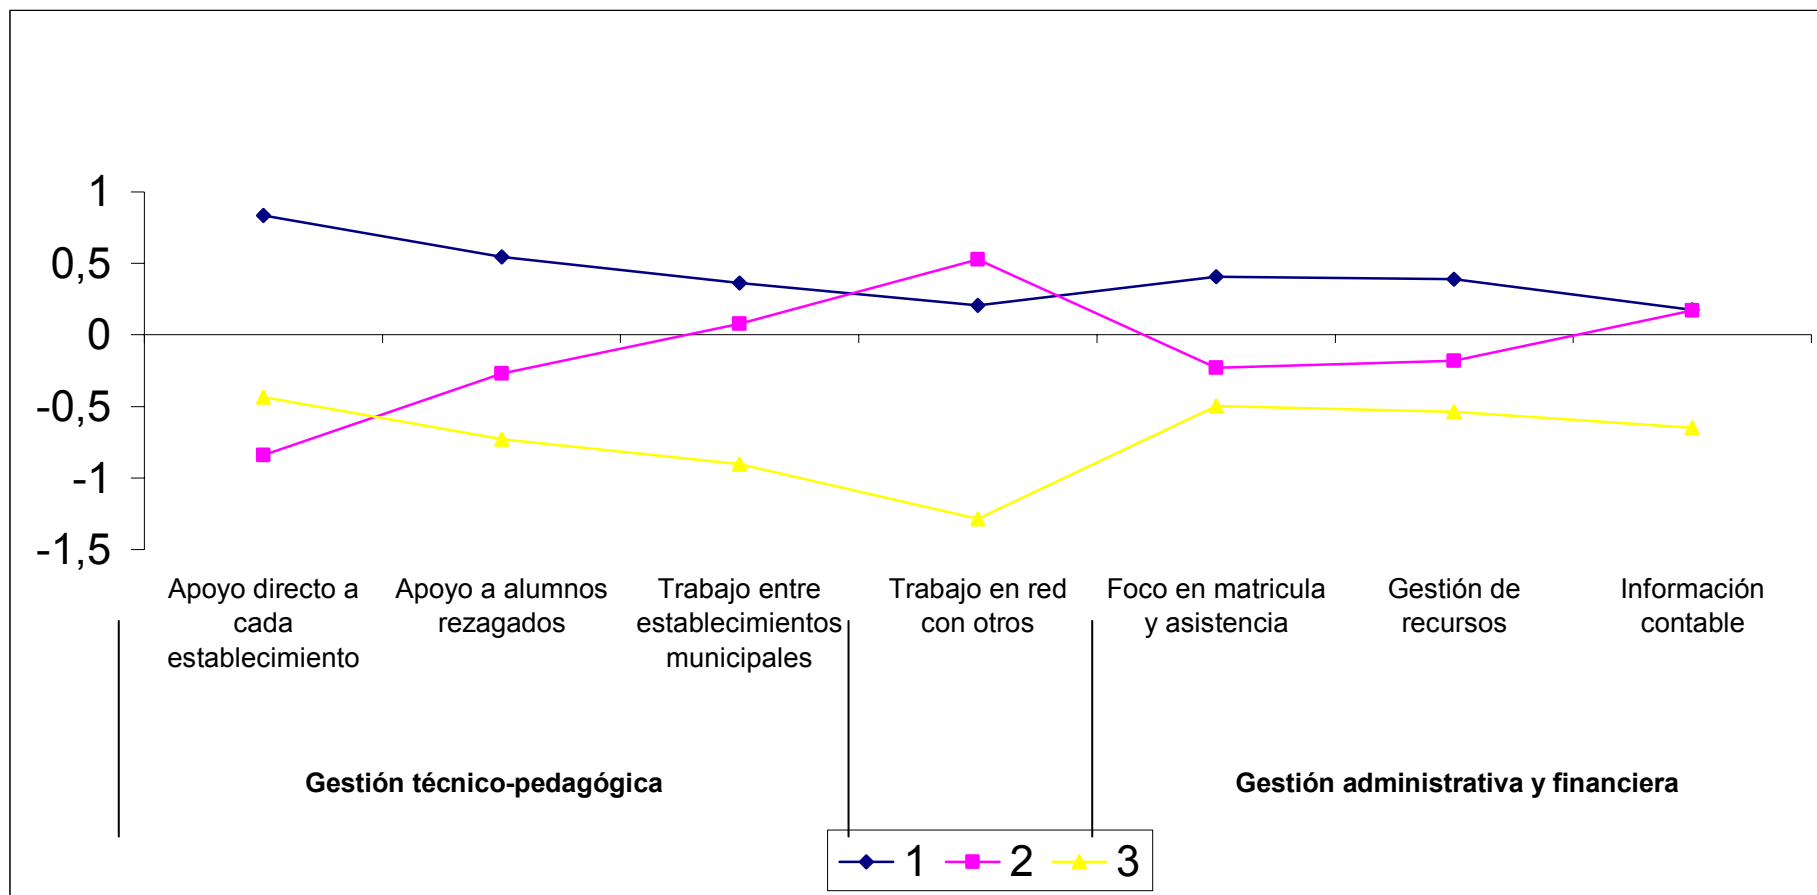 1
0,5
0
-0,5
-1
-1,5
Apoyo directo a
cada
establecimiento
Apoyo a alumnos
rezagados
Trabajo entre
establecimientos
municipales
Trabajo en red
con otros
Foco en matricula
y asistencia
Gestión de
recursos
Información
contable
Gestión técnico-pedagógica
Gestión administrativa y financiera
1 2 3